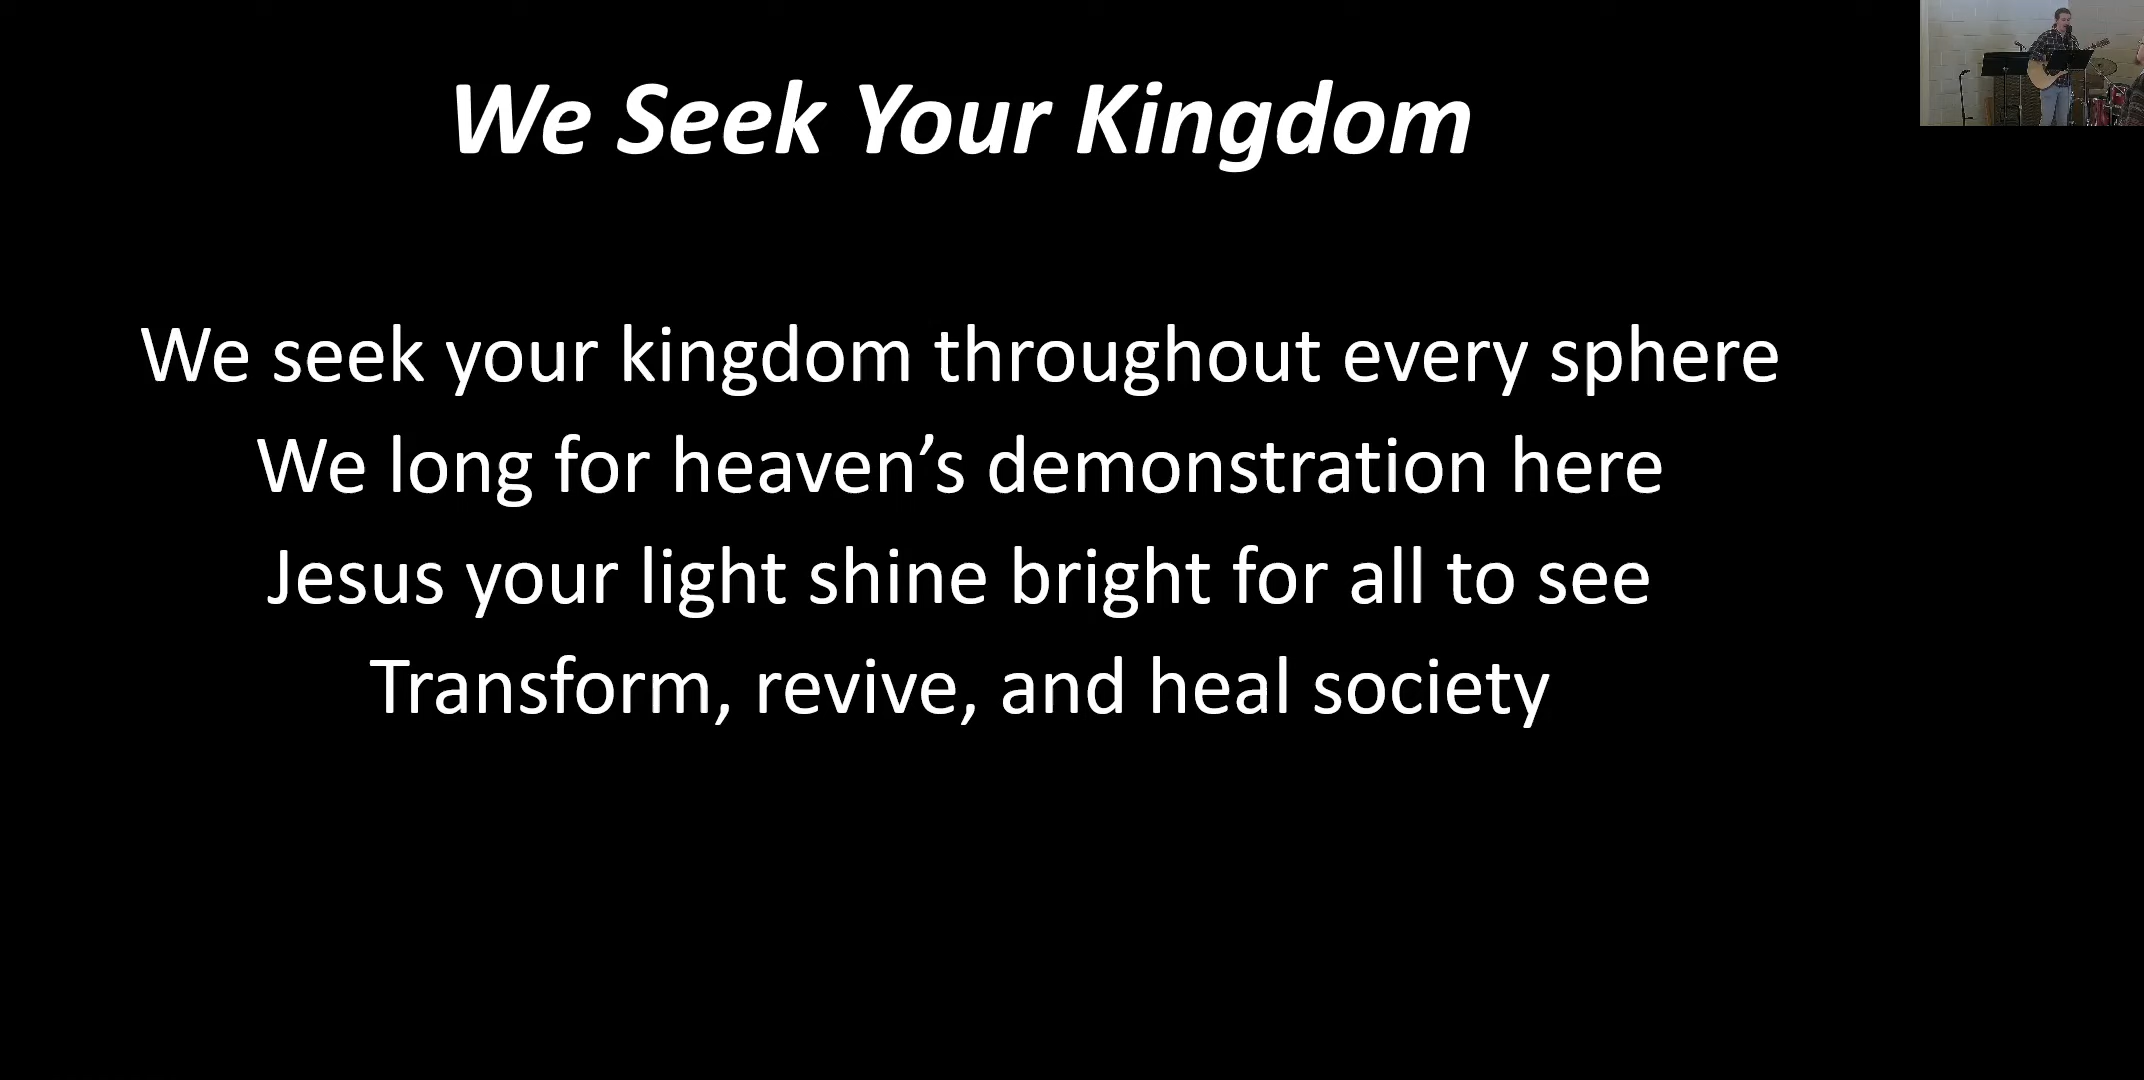 We Seek Your Kingdom
We seek your kingdom throughout every sphere
We long for heaven’s demonstration here
Jesus your light shine bright for all to see
Transform, revive, and heal society